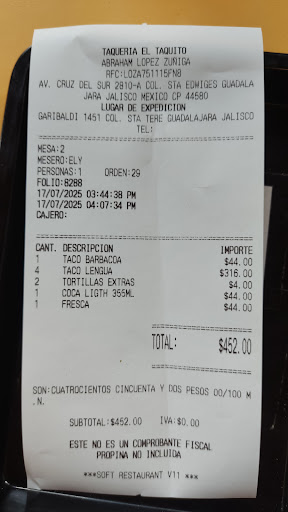 TAQUERIA EL TAQUITO
ABRAHAM LOPEZ ZUÑIGA
RFC:LOZA751115FN8
AV. CRUZ DEL SUR 2810-A COL. STA EDWIGES GUADALA
JARA JALISCO MEXICO CP 44580
LUGAR DE EXPEDICION
GARIBALDI 1451 COL. STA TERE GUADALAJARA JALISCO
TEL:
MESA:2
MESERO:ELY
PERSONAS:1 ORDEN:29
FOLIO:8288
17/07/2025 03:44:38 PM
17/07/2025 04:07:34 PM
CAJERO:
CANT. DESCRIPCION IMPORTE
1 TACO BARBACOA $44.00
4 TACO LENGUA $316.00
2 TORTILLAS EXTRAS $4.00
1 COCA LIGTH 355ML $44.00
1 FRESCA $44.00
TOTAL: $452.00
SON:CUATROCIENTOS CINCUENTA Y DOS PESOS 00/100 M
.N.
SUBTOTAL:$452.00 IVA:$0.00
ESTE NO ES UN COMPROBANTE FISCAL
PROPINA NO INCLUIDA
***SOFT RESTAURANT V11 ***